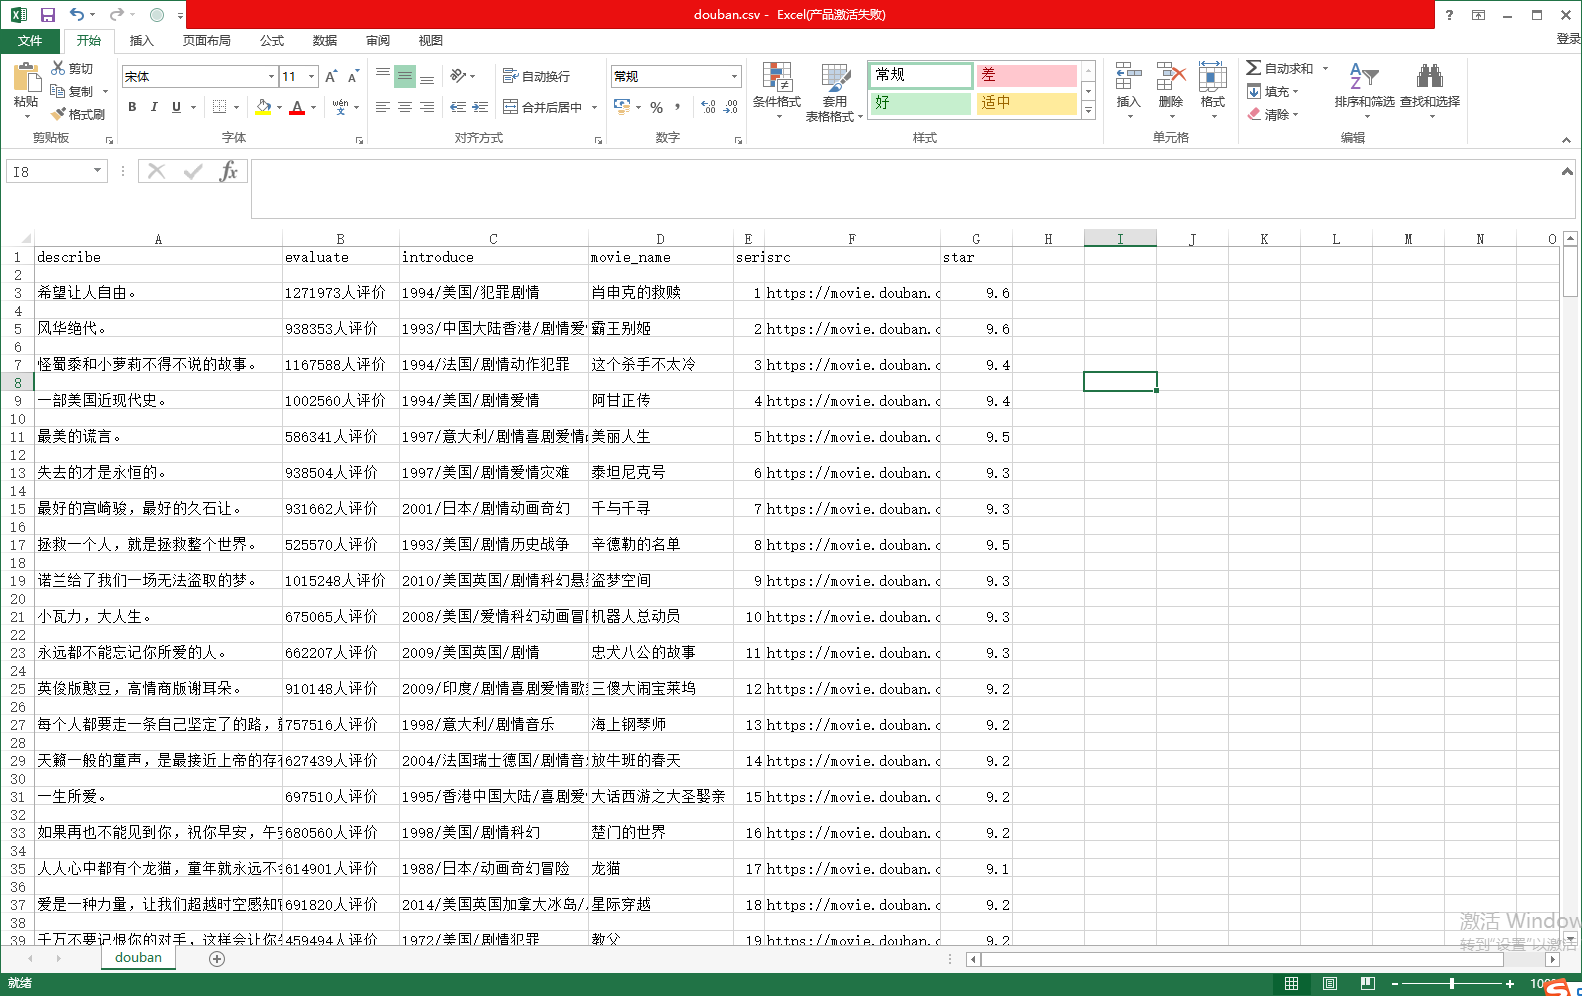 douban.csv - Excel(产品激活失败)
文件 开始 插入 页面布局 公式 数据 审阅 视图 登录
粘贴 剪切 复制 格式刷 剪贴板
宋体 11 B I U wén 文 A 字体
自动换行 合并后居中 对齐方式
常规 % 数字
条件格式 套用 表格格式 常规 差 好 适中 样式
插入 删除 格式 单元格
自动求和 填充 清除 排序和筛选 查找和选择 编辑
I8 fx
A B C D E F G H I J K L M N O
1 describe evaluate introduce movie_name seri src star
2
3 希望让人自由。 1271973人评价 1994/美国/犯罪剧情 肖申克的救赎 1 https://movie.douban.c 9.6
4
5 风华绝代。 938353人评价 1993/中国大陆香港/剧情爱 霸王别姬 2 https://movie.douban.c 9.6
6
7 怪蜀黍和小萝莉不得不说的故事。 1167588人评价 1994/法国/剧情动作犯罪 这个杀手不太冷 3 https://movie.douban.c 9.4
8
9 一部美国近现代史。 1002560人评价 1994/美国/剧情爱情 阿甘正传 4 https://movie.douban.c 9.4
10
11 最美的谎言。 586341人评价 1997/意大利/剧情喜剧爱情 美丽人生 5 https://movie.douban.c 9.5
12
13 失去的才是永恒的。 938504人评价 1997/美国/剧情爱情灾难 泰坦尼克号 6 https://movie.douban.c 9.3
14
15 最好的宫崎骏，最好的久石让。 931662人评价 2001/日本/剧情动画奇幻 千与千寻 7 https://movie.douban.c 9.3
16
17 拯救一个人，就是拯救整个世界。 525570人评价 1993/美国/剧情历史战争 辛德勒的名单 8 https://movie.douban.c 9.5
18
19 诺兰给了我们一场无法盗取的梦。 1015248人评价 2010/美国英国/剧情科幻悬 盗梦空间 9 https://movie.douban.c 9.3
20
21 小瓦力，大人生。 675065人评价 2008/美国/爱情科幻动画冒 机器人总动员 10 https://movie.douban.c 9.3
22
23 永远都不能忘记你所爱的人。 662207人评价 2009/美国英国/剧情 忠犬八公的故事 11 https://movie.douban.c 9.3
24
25 英俊版憨豆，高情商版谢耳朵。 910148人评价 2009/印度/剧情喜剧爱情歌 三傻大闹宝莱坞 12 https://movie.douban.c 9.2
26
27 每个人都要走一条自己坚定了的路，就 757516人评价 1998/意大利/剧情音乐 海上钢琴师 13 https://movie.douban.c 9.2
28
29 天籁一般的童声，是最接近上帝的存在 627439人评价 2004/法国瑞士德国/剧情音 放牛班的春天 14 https://movie.douban.c 9.2
30
31 一生所爱。 697510人评价 1995/香港中国大陆/喜剧爱 大话西游之大圣娶亲 15 https://movie.douban.c 9.2
32
33 如果再也不能见到你，祝你早安，午安 680560人评价 1998/美国/剧情科幻 楚门的世界 16 https://movie.douban.c 9.2
34
35 人人心中都有个龙猫，童年就永远不会 614901人评价 1988/日本/动画奇幻冒险 龙猫 17 https://movie.douban.c 9.1
36
37 爱是一种力量，让我们超越时空感知它 691820人评价 2014/美国英国加拿大冰岛/ 星际穿越 18 https://movie.douban.c 9.2
38
39 千万不要记恨你的对手，这样会让你失 459494人评价 1972/美国/剧情犯罪 教父 19 https://movie.douban.c 9.2
激活 Window
转到"设置"以激活
douban
就绪 100